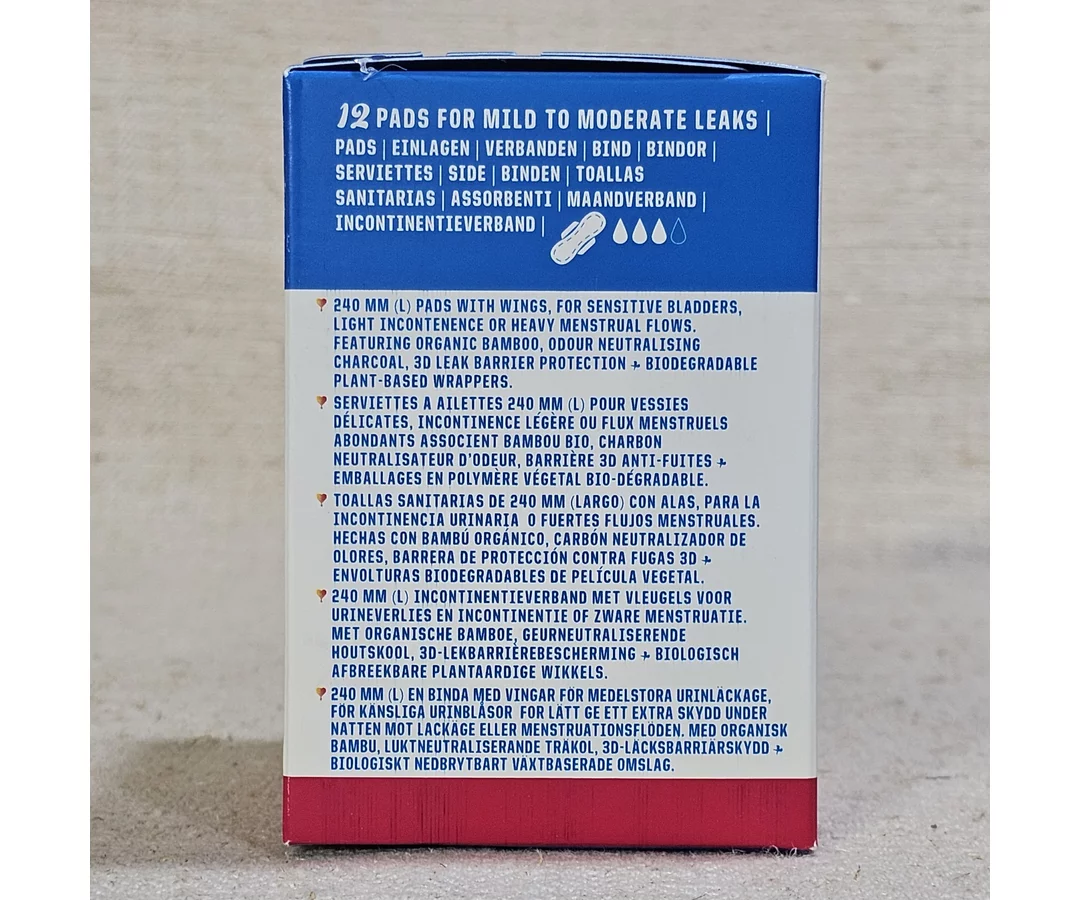 12 PADS FOR MILD TO MODERATE LEAKS |
PADS | EINLAGEN | VERBANDEN | BIND | BINDOR |
SERVIETTES | SIDE | BINDEN | TOALLAS
SANITARIAS | ASSORBENTI | MAANDVERBAND |
INCONTINENTIEVERBAND |
240 MM (L) PADS WITH WINGS, FOR SENSITIVE BLADDERS,
LIGHT INCONTENENCE OR HEAVY MENSTRUAL FLOWS.
FEATURING ORGANIC BAMBOO, ODOUR NEUTRALISING
CHARCOAL, 3D LEAK BARRIER PROTECTION + BIODEGRADABLE
PLANT-BASED WRAPPERS.
SERVIETTES A AILETTES 240 MM (L) POUR VESSIES
DÉLICATES, INCONTINENCE LÉGÈRE OU FLUX MENSTRUELS
ABONDANTS ASSOCIENT BAMBOU BIO, CHARBON
NEUTRALISATEUR D'ODEUR, BARRIÈRE 3D ANTI-FUITES +
EMBALLAGES EN POLYMÈRE VÉGÉTAL BIO-DÉGRADABLE.
TOALLAS SANITARIAS DE 240 MM (LARGO) CON ALAS, PARA LA
INCONTINENCIA URINARIA O FUERTES FLUJOS MENSTRUALES.
HECHAS CON BAMBÚ ORGÁNICO, CARBÓN NEUTRALIZADOR DE
OLORES, BARRERA DE PROTECCIÓN CONTRA FUGAS 3D +
ENVOLTURAS BIODEGRADABLES DE PELÍCULA VEGETAL.
240 MM (L) INCONTINENTIEVERBAND MET VLEUGELS VOOR
URINEVERLIES EN INCONTINENTIE OF ZWARE MENSTRUATIE.
MET ORGANISCHE BAMBOE, GEURNEUTRALISERENDE
HOUTSKOOL, 3D-LEKBARRIÈREBESCHERMING + BIOLOGISCH
AFBREEKBARE PLANTAARDIGE WIKKELS.
240 MM (L) EN BINDA MED VINGAR FÖR MEDELSTORA URINLÄCKAGE,
FÖR KÄNSLIGA URINBLÅSOR FOR LÄTT GE ETT EXTRA SKYDD UNDER
NATTEN MOT LÄCKAGE ELLER MENSTRUATIONSFLÖDEN. MED ORGANISK
BAMBU, LUKTNEUTRALISERANDE TRÄKOL, 3D-LÄCKSBARRIÄRSKYDD +
BIOLOGISKT NEDBRYTBART VÄXTBASERADE OMSLAG.